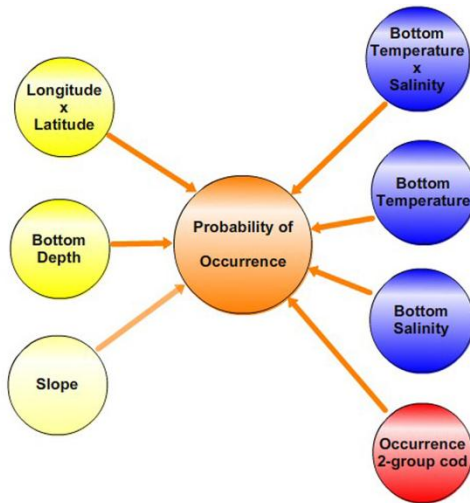 Longitude
x
Latitude
Bottom
Depth
Slope
Probability of
Occurrence
Bottom
Temperature
x
Salinity
Bottom
Temperature
Bottom
Salinity
Occurrence
2-group cod